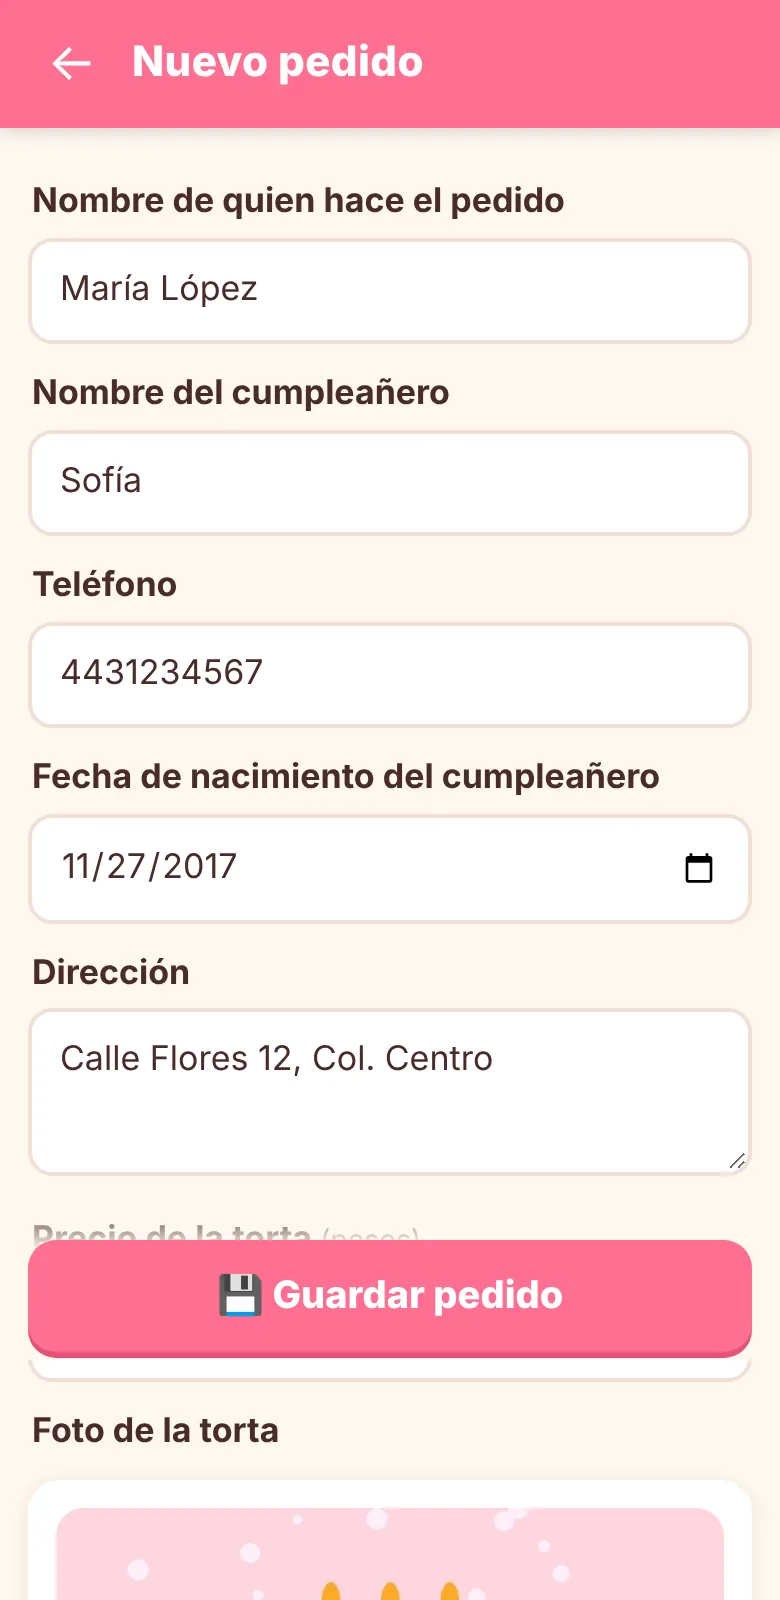 Nuevo pedido
Nombre de quien hace el pedido
María López
Nombre del cumpleañero
Sofía
Teléfono
4431234567
Fecha de nacimiento del cumpleañero
11/27/2017
Dirección
Calle Flores 12, Col. Centro
Precio de la torta (pesos)
Guardar pedido
Foto de la torta